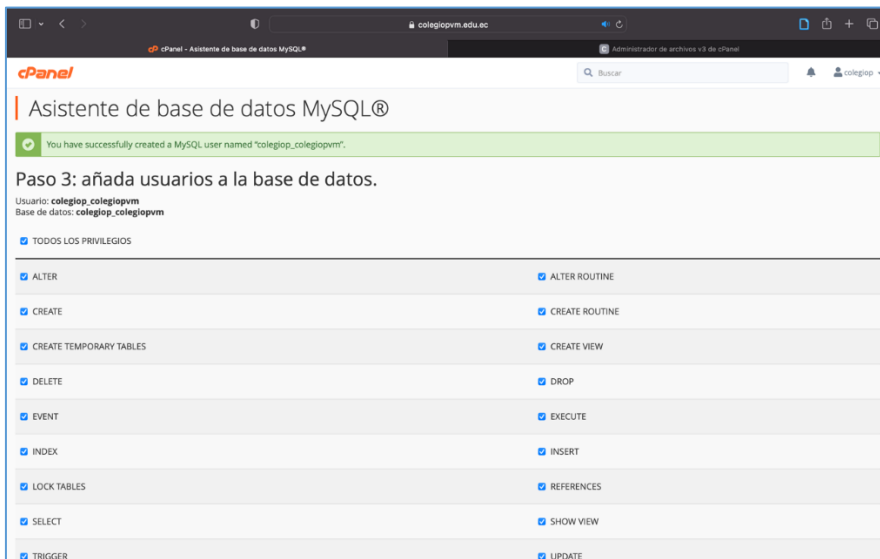 colegiopvm.edu.ec
cPanel - Asistente de base de datos MySQL®
Administrador de archivos v3 de cPanel
cPanel
Buscar
colegiop
Asistente de base de datos MySQL®
You have successfully created a MySQL user named "colegiop_colegiopvm".
Paso 3: añada usuarios a la base de datos.
Usuario: colegiop_colegiopvm
Base de datos: colegiop_colegiopvm
TODOS LOS PRIVILEGIOS
ALTER
ALTER ROUTINE
CREATE
CREATE ROUTINE
CREATE TEMPORARY TABLES
CREATE VIEW
DELETE
DROP
EVENT
EXECUTE
INDEX
INSERT
LOCK TABLES
REFERENCES
SELECT
SHOW VIEW
TRIGGER
UPDATE